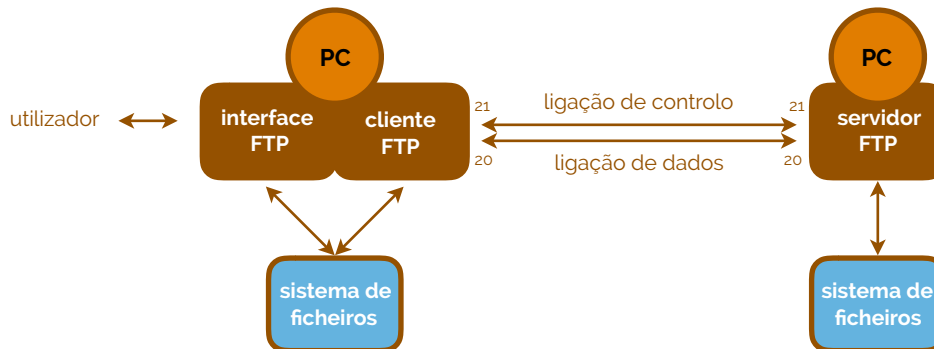 PC
PC
utilizador
interface
FTP
cliente
FTP
21
ligação de controlo
21
servidor
FTP
20
ligação de dados
20
sistema de
ficheiros
sistema de
ficheiros